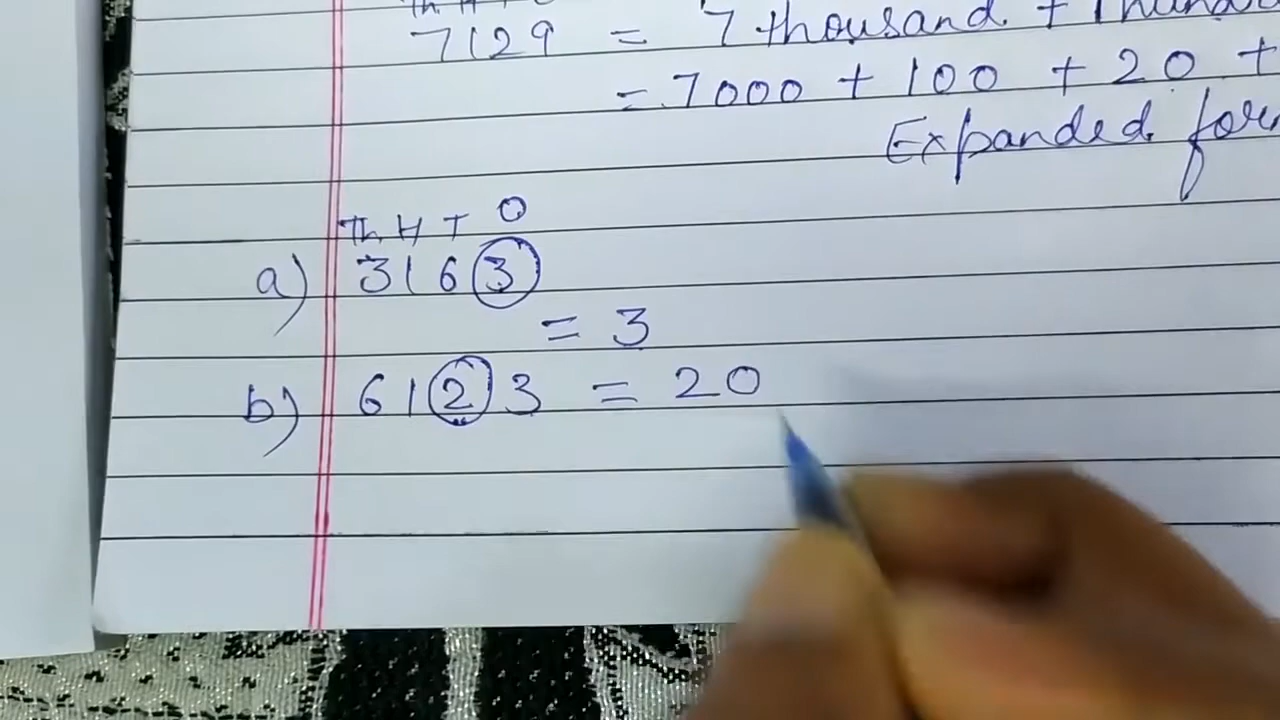 7129 = 7 thousand +
= 7000 + 100 + 20 +
Expanded
Th H T O
a) 3163
= 3
b) 6123 = 20